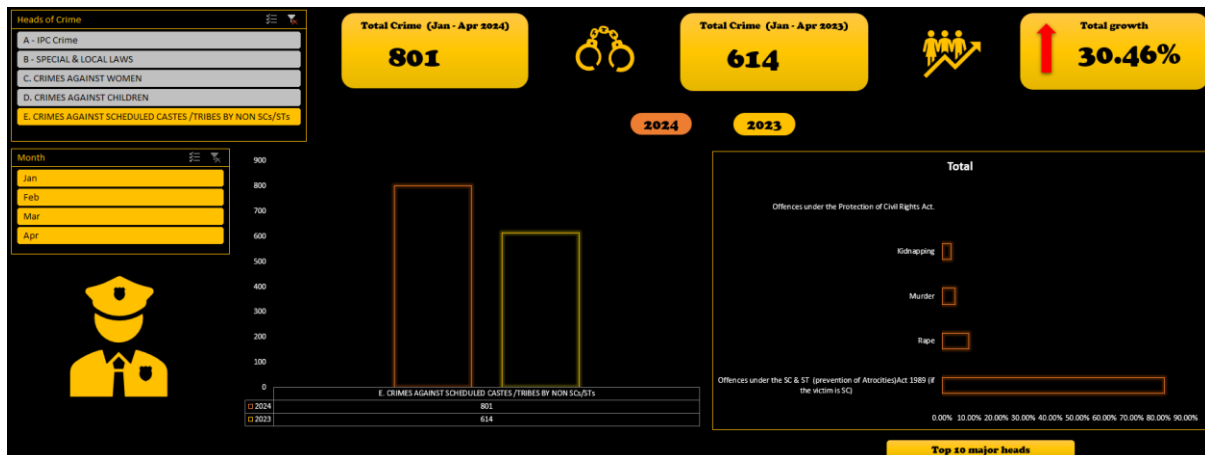 Heads of Crime
A - IPC Crime
B - SPECIAL & LOCAL LAWS
C. CRIMES AGAINST WOMEN
D. CRIMES AGAINST CHILDREN
E. CRIMES AGAINST SCHEDULED CASTES /TRIBES BY NON SCs/STs
Total Crime (Jan - Apr 2024)
801
Total Crime (Jan - Apr 2023)
614
Total growth
30.46%
2024
2023
Month
Jan
Feb
Mar
Apr
900
800
700
600
500
400
300
200
100
0
E. CRIMES AGAINST SCHEDULED CASTES /TRIBES BY NON SCs/STs
2024
801
2023
614
Total
Offences under the Protection of Civil Rights Act.
Kidnapping
Murder
Rape
Offences under the SC & ST (prevention of Atrocities)Act 1989 (if
the victim is SC)
0.00% 10.00% 20.00% 30.00% 40.00% 50.00% 60.00% 70.00% 80.00% 90.00%
Top 10 major heads